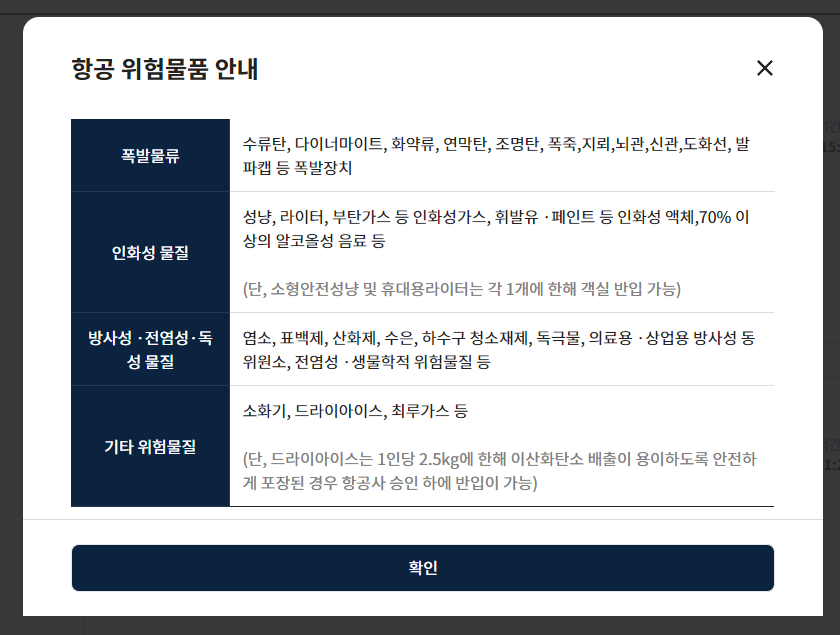 항공 위험물품 안내
폭발물류
수류탄, 다이너마이트, 화약류, 연막탄, 조명탄, 폭죽,지뢰,뇌관,신관,도화선, 발
파캡 등 폭발장치
인화성 물질
성냥, 라이터, 부탄가스 등 인화성가스, 휘발유 ·페인트 등 인화성 액체,70% 이
상의 알코올성 음료 등
(단, 소형안전성냥 및 휴대용라이터는 각 1개에 한해 객실 반입 가능)
방사성 ·전염성·독
성 물질
염소, 표백제, 산화제, 수은, 하수구 청소재제, 독극물, 의료용 ·상업용 방사성 동
위원소, 전염성 ·생물학적 위험물질 등
기타 위험물질
소화기, 드라이아이스, 최루가스 등
(단, 드라이아이스는 1인당 2.5kg에 한해 이산화탄소 배출이 용이하도록 안전하
게 포장된 경우 항공사 승인 하에 반입이 가능)
확인